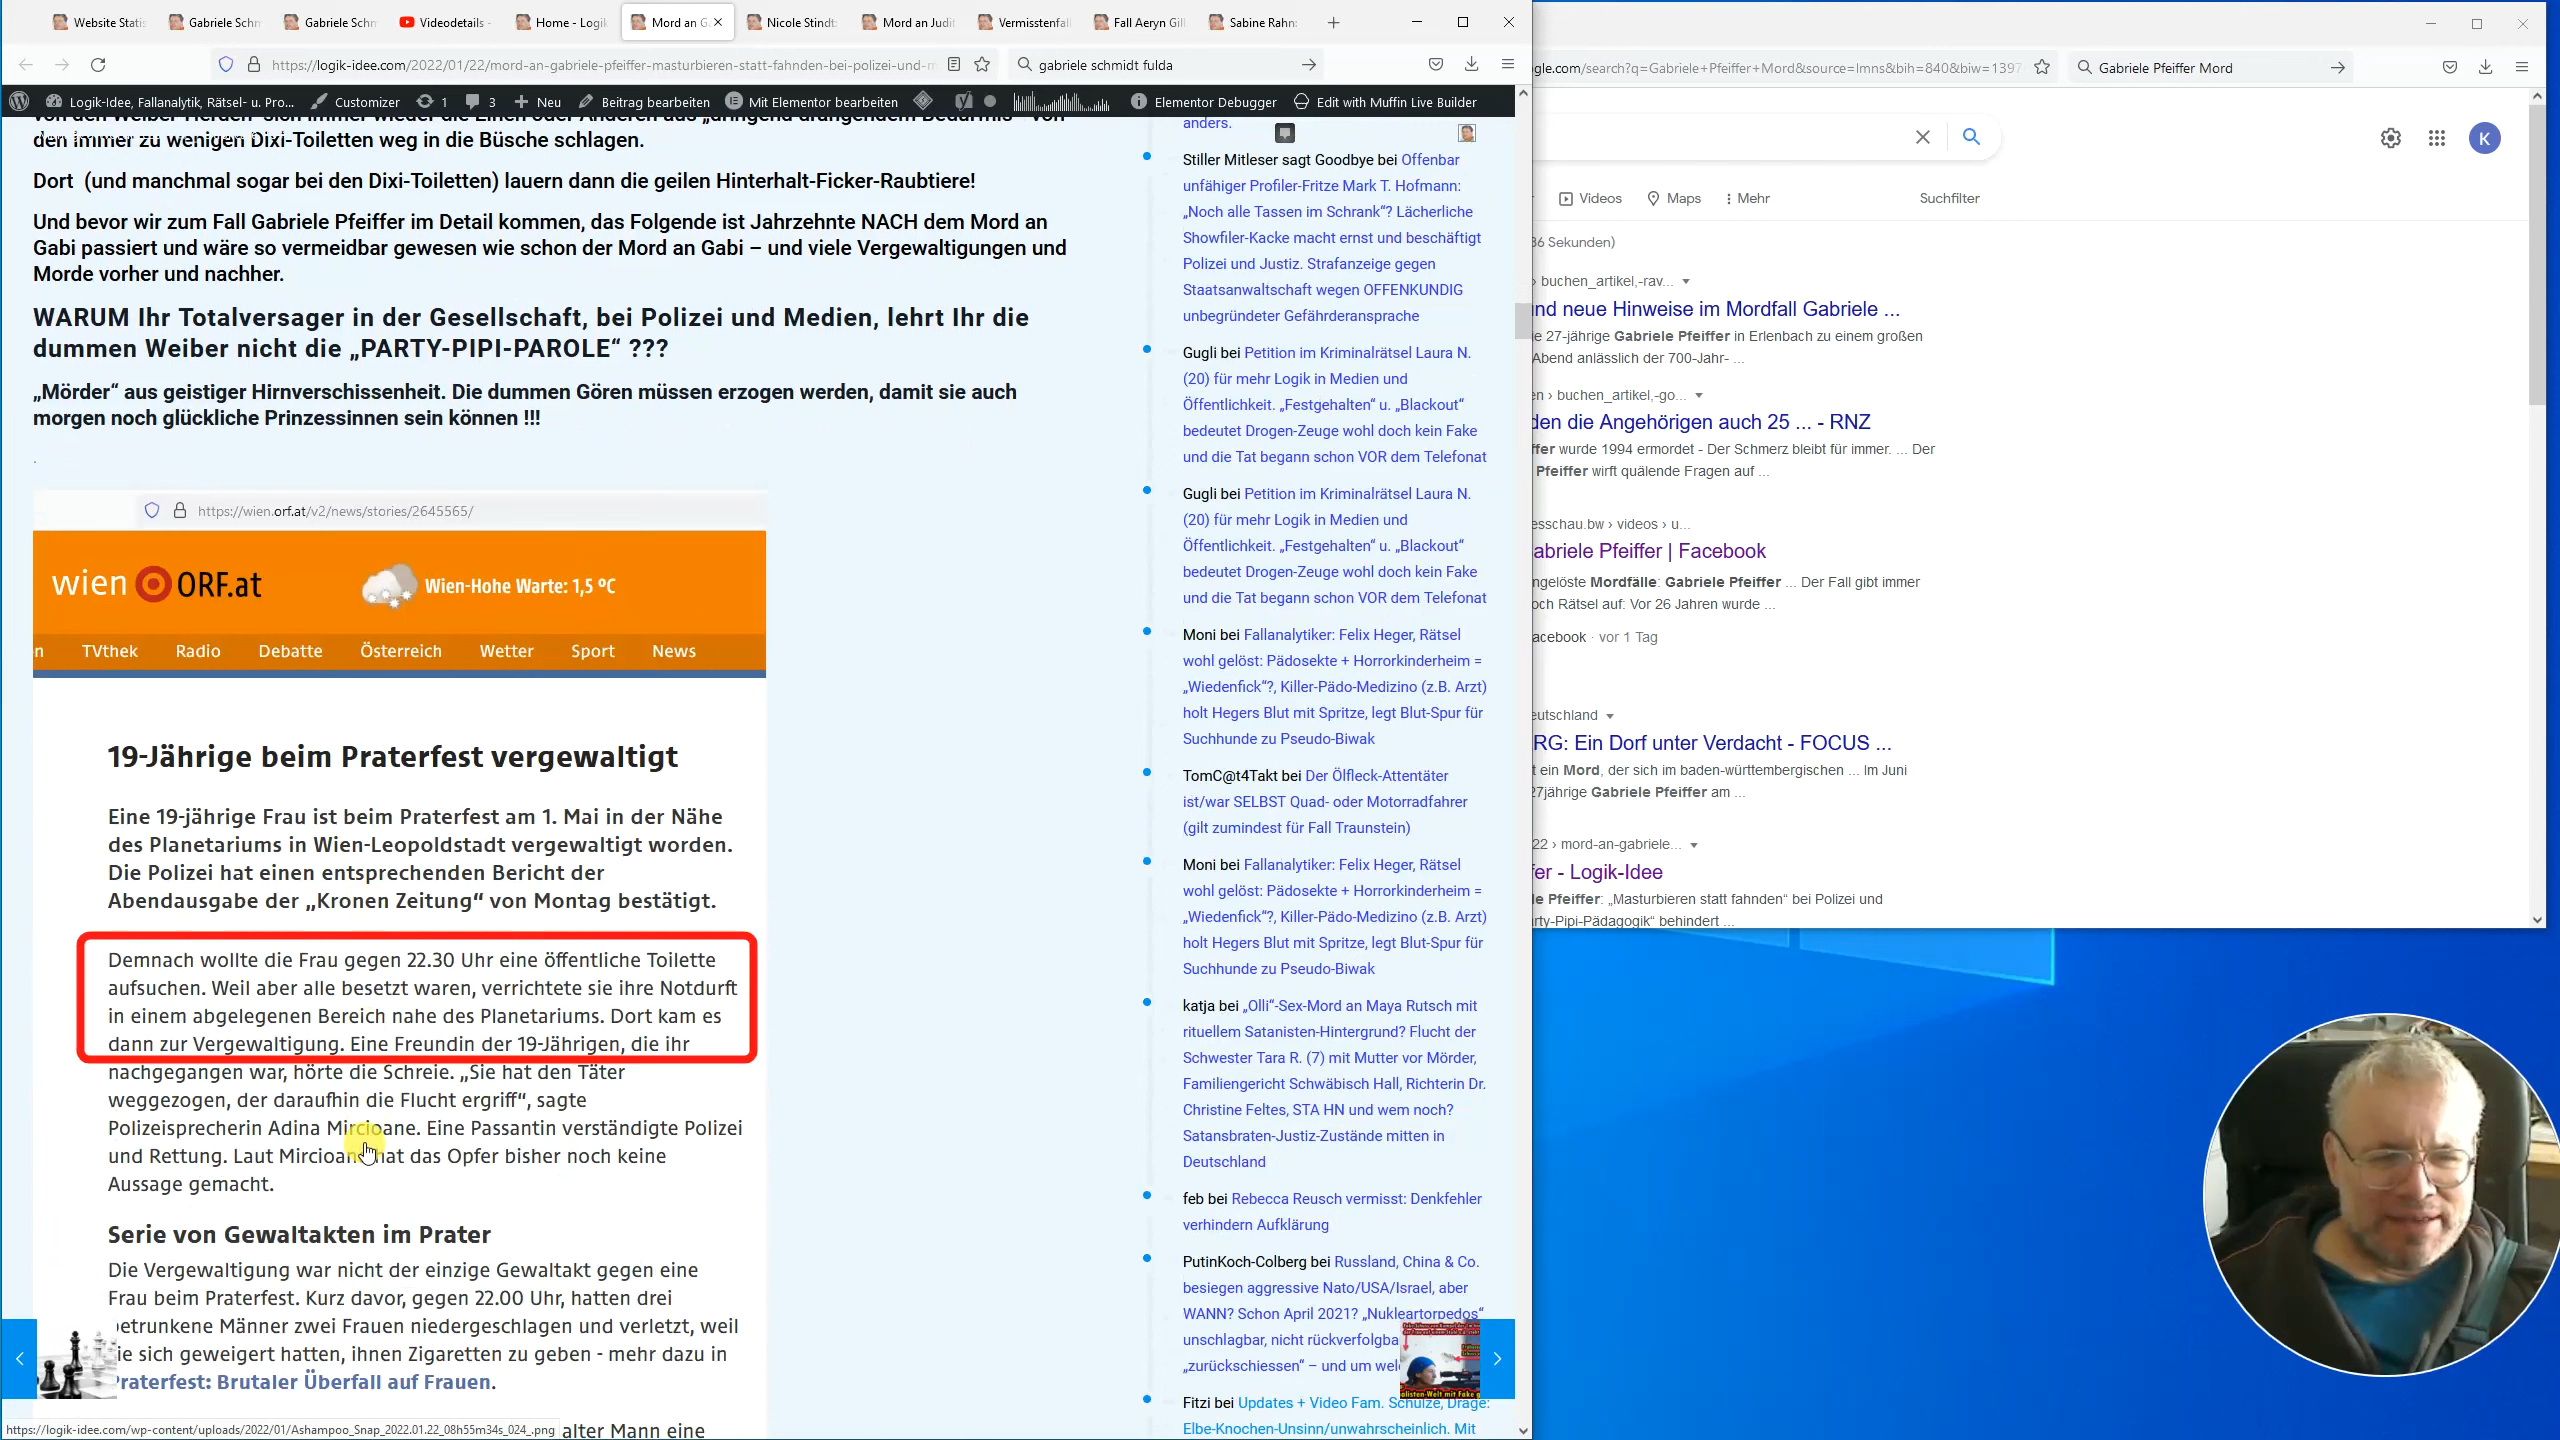 Website Statis
Gabriele Schm
Gabriele Schm
Videodetails -
Home - Logik
Mord an G
Nicole Stindt
Mord an Judit
Vermisstenfal
Fall Aeryn Gil
Sabine Rahn
https://logik-idee.com/2022/01/22/mord-an-gabriele-pfeiffer-masturbieren-statt-fahnden-bei-polizei-und-m
gabriele schmidt fulda
Logik-Idee, Fallanalytik, Rätsel- u. Pro...
Customizer
1
3
Neu
Beitrag bearbeiten
Mit Elementor bearbeiten
Elementor Debugger
Edit with Muffin Live Builder
den immer zu wenigen Dixi-Toiletten weg in die Büsche schlagen.
Dort (und manchmal sogar bei den Dixi-Toiletten) lauern dann die geilen Hinterhalt-Ficker-Raubtiere!
Und bevor wir zum Fall Gabriele Pfeiffer im Detail kommen, das Folgende ist Jahrzehnte NACH dem Mord an
Gabi passiert und wäre so vermeidbar gewesen wie schon der Mord an Gabi – und viele Vergewaltigungen und
Morde vorher und nachher.
WARUM Ihr Totalversager in der Gesellschaft, bei Polizei und Medien, lehrt Ihr die
dummen Weiber nicht die „PARTY-PIPI-PAROLE“ ???
„Mörder“ aus geistiger Hirnverschissenheit. Die dummen Gören müssen erzogen werden, damit sie auch
morgen noch glückliche Prinzessinnen sein können !!!
.
https://wien.orf.at/v2/news/stories/2645565/
wien ORF.at
Wien-Hohe Warte: 1,5 ºC
n
TVthek
Radio
Debatte
Österreich
Wetter
Sport
News
19-Jährige beim Praterfest vergewaltigt
Eine 19-jährige Frau ist beim Praterfest am 1. Mai in der Nähe
des Planetariums in Wien-Leopoldstadt vergewaltigt worden.
Die Polizei hat einen entsprechenden Bericht der
Abendausgabe der „Kronen Zeitung“ von Montag bestätigt.
Demnach wollte die Frau gegen 22.30 Uhr eine öffentliche Toilette
aufsuchen. Weil aber alle besetzt waren, verrichtete sie ihre Notdurft
in einem abgelegenen Bereich nahe des Planetariums. Dort kam es
dann zur Vergewaltigung. Eine Freundin der 19-Jährigen, die ihr
nachgegangen war, hörte die Schreie. „Sie hat den Täter
weggezogen, der daraufhin die Flucht ergriff“, sagte
Polizeisprecherin Adina Mircioane. Eine Passantin verständigte Polizei
und Rettung. Laut Mircioane hat das Opfer bisher noch keine
Aussage gemacht.
Serie von Gewaltakten im Prater
Die Vergewaltigung war nicht der einzige Gewaltakt gegen eine
Frau beim Praterfest. Kurz davor, gegen 22.00 Uhr, hatten drei
betrunkene Männer zwei Frauen niedergeschlagen und verletzt, weil
sie sich geweigert hatten, ihnen Zigaretten zu geben - mehr dazu in
Praterfest: Brutaler Überfall auf Frauen.
alter Mann eine
https://logik-idee.com/wp-content/uploads/2022/01/Ashampoo_Snap_2022.01.22_08h55m34s_024_.png
anders.
Stiller Mitleser sagt Goodbye bei Offenbar
unfähiger Profiler-Fritze Mark T. Hofmann:
„Noch alle Tassen im Schrank“? Lächerliche
Showfiler-Kacke macht ernst und beschäftigt
Polizei und Justiz. Strafanzeige gegen
Staatsanwaltschaft wegen OFFENKUNDIG
unbegründeter Gefährderansprache
Gugli bei Petition im Kriminalrätsel Laura N.
(20) für mehr Logik in Medien und
Öffentlichkeit. „Festgehalten“ u. „Blackout“
bedeutet Drogen-Zeuge wohl doch kein Fake
und die Tat begann schon VOR dem Telefonat
Gugli bei Petition im Kriminalrätsel Laura N.
(20) für mehr Logik in Medien und
Öffentlichkeit. „Festgehalten“ u. „Blackout“
bedeutet Drogen-Zeuge wohl doch kein Fake
und die Tat begann schon VOR dem Telefonat
Moni bei Fallanalytiker: Felix Heger, Rätsel
wohl gelöst: Pädosekte + Horrorkinderheim =
„Wiedenfick“?, Killer-Pädo-Medizino (z.B. Arzt)
holt Hegers Blut mit Spritze, legt Blut-Spur für
Suchhunde zu Pseudo-Biwak
TomC@t4Takt bei Der Ölfleck-Attentäter
ist/war SELBST Quad- oder Motorradfahrer
(gilt zumindest für Fall Traunstein)
Moni bei Fallanalytiker: Felix Heger, Rätsel
wohl gelöst: Pädosekte + Horrorkinderheim =
„Wiedenfick“?, Killer-Pädo-Medizino (z.B. Arzt)
holt Hegers Blut mit Spritze, legt Blut-Spur für
Suchhunde zu Pseudo-Biwak
katja bei „Olli“-Sex-Mord an Maya Rutsch mit
rituellem Satanisten-Hintergrund? Flucht der
Schwester Tara R. (7) mit Mutter vor Mörder,
Familiengericht Schwäbisch Hall, Richterin Dr.
Christine Feltes, STA HN und wem noch?
Satansbraten-Justiz-Zustände mitten in
Deutschland
feb bei Rebecca Reusch vermisst: Denkfehler
verhindern Aufklärung
PutinKoch-Colberg bei Russland, China & Co.
besiegen aggressive Nato/USA/Israel, aber
WANN? Schon April 2021? „Nukleartorpedos“
unschlagbar, nicht rückverfolgba
„zurückschiessen“ – und um wel
Fitzi bei Updates + Video Fam. Schulze, Drage:
Elbe-Knochen-Unsinn/unwahrscheinlich. Mit
gle.com/search?q=Gabriele+Pfeiffer+Mord&source=lmns&bih=840&biw=1397
Gabriele Pfeiffer Mord
K
Videos
Maps
Mehr
Suchfilter
36 Sekunden)
› buchen_artikel,-rav...
nd neue Hinweise im Mordfall Gabriele ...
e 27-jährige Gabriele Pfeiffer in Erlenbach zu einem großen
Abend anlässlich der 700-Jahr- ...
en › buchen_artikel,-go...
den die Angehörigen auch 25 ... - RNZ
ffer wurde 1994 ermordet - Der Schmerz bleibt für immer. ... Der
Pfeiffer wirft quälende Fragen auf ...
esschau.bw › videos › u...
abriele Pfeiffer | Facebook
ngelöste Mordfälle: Gabriele Pfeiffer ... Der Fall gibt immer
och Rätsel auf: Vor 26 Jahren wurde ...
acebook · vor 1 Tag
eutschland
RG: Ein Dorf unter Verdacht - FOCUS ...
t ein Mord, der sich im baden-württembergischen ... Im Juni
27jährige Gabriele Pfeiffer am ...
22 › mord-an-gabriele...
fer - Logik-Idee
le Pfeiffer: „Masturbieren statt fahnden“ bei Polizei und
rty-Pipi-Pädagogik“ behindert ...